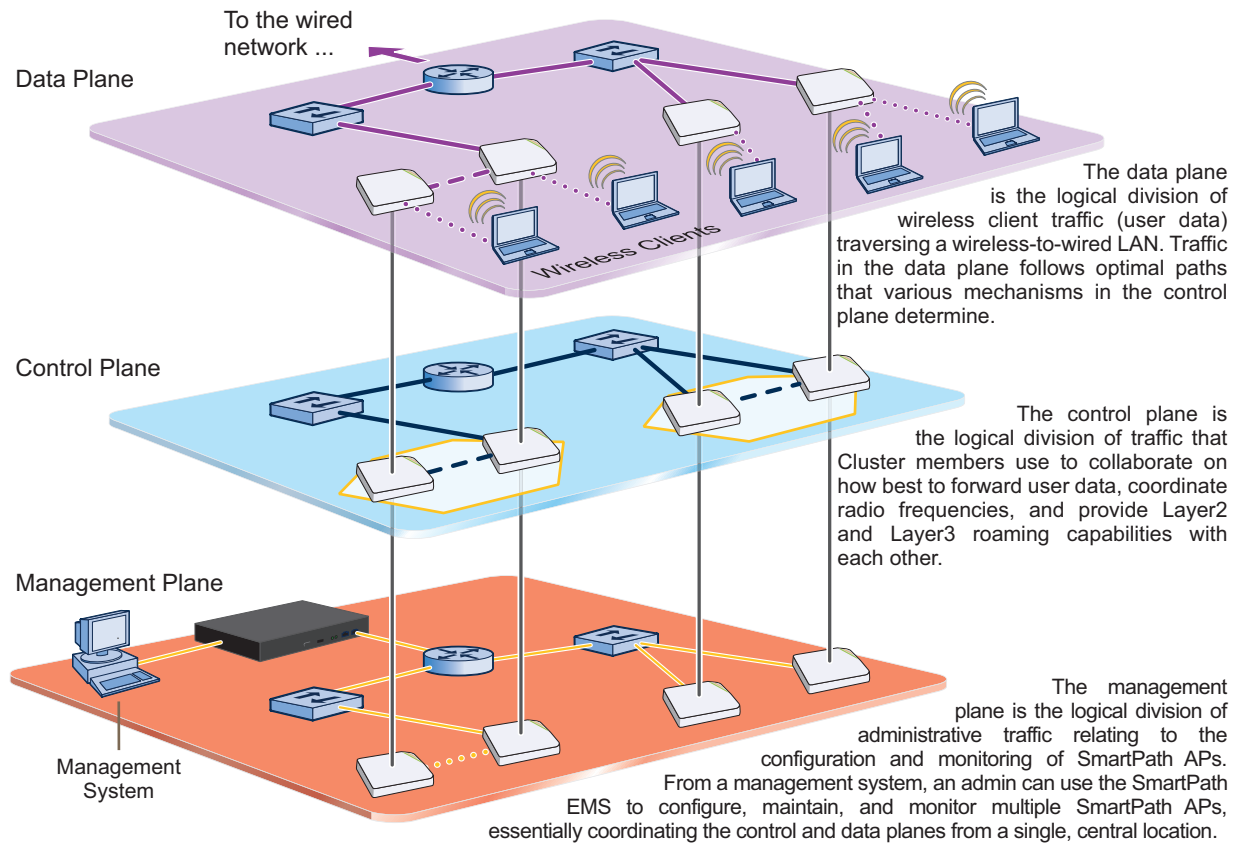 To the wired
network ...
Data Plane
Wireless Clients
The data plane
is the logical division of
wireless client traffic (user data)
traversing a wireless-to-wired LAN. Traffic
in the data plane follows optimal paths
that various mechanisms in the control
plane determine.
Control Plane
The control plane is
the logical division of traffic that
Cluster members use to collaborate on
how best to forward user data, coordinate
radio frequencies, and provide Layer2
and Layer3 roaming capabilities with
each other.
Management Plane
Management
System
The management
plane is the logical division of
administrative traffic relating to the
configuration and monitoring of SmartPath APs.
From a management system, an admin can use the SmartPath
EMS to configure, maintain, and monitor multiple SmartPath APs,
essentially coordinating the control and data planes from a single, central location.